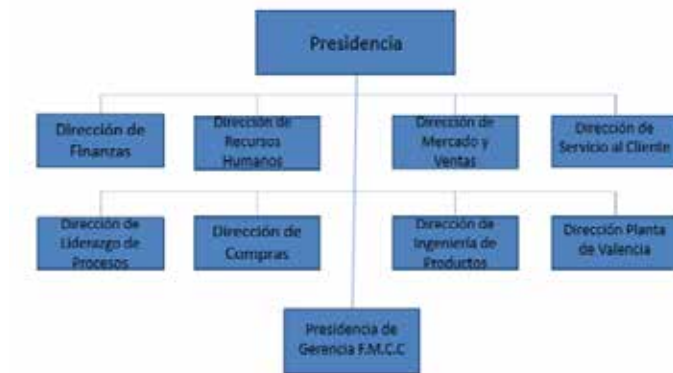 Presidencia
Dirección de
Finanzas
Dirección de
Recursos
Humanos
Dirección de
Mercado y
Ventas
Dirección de
Servicio al Cliente
Dirección de
Liderazgo de
Procesos
Dirección de
Compras
Dirección de
Ingeniería de
Productos
Dirección Planta
de Valencia
Presidencia de
Gerencia F.M.C.C